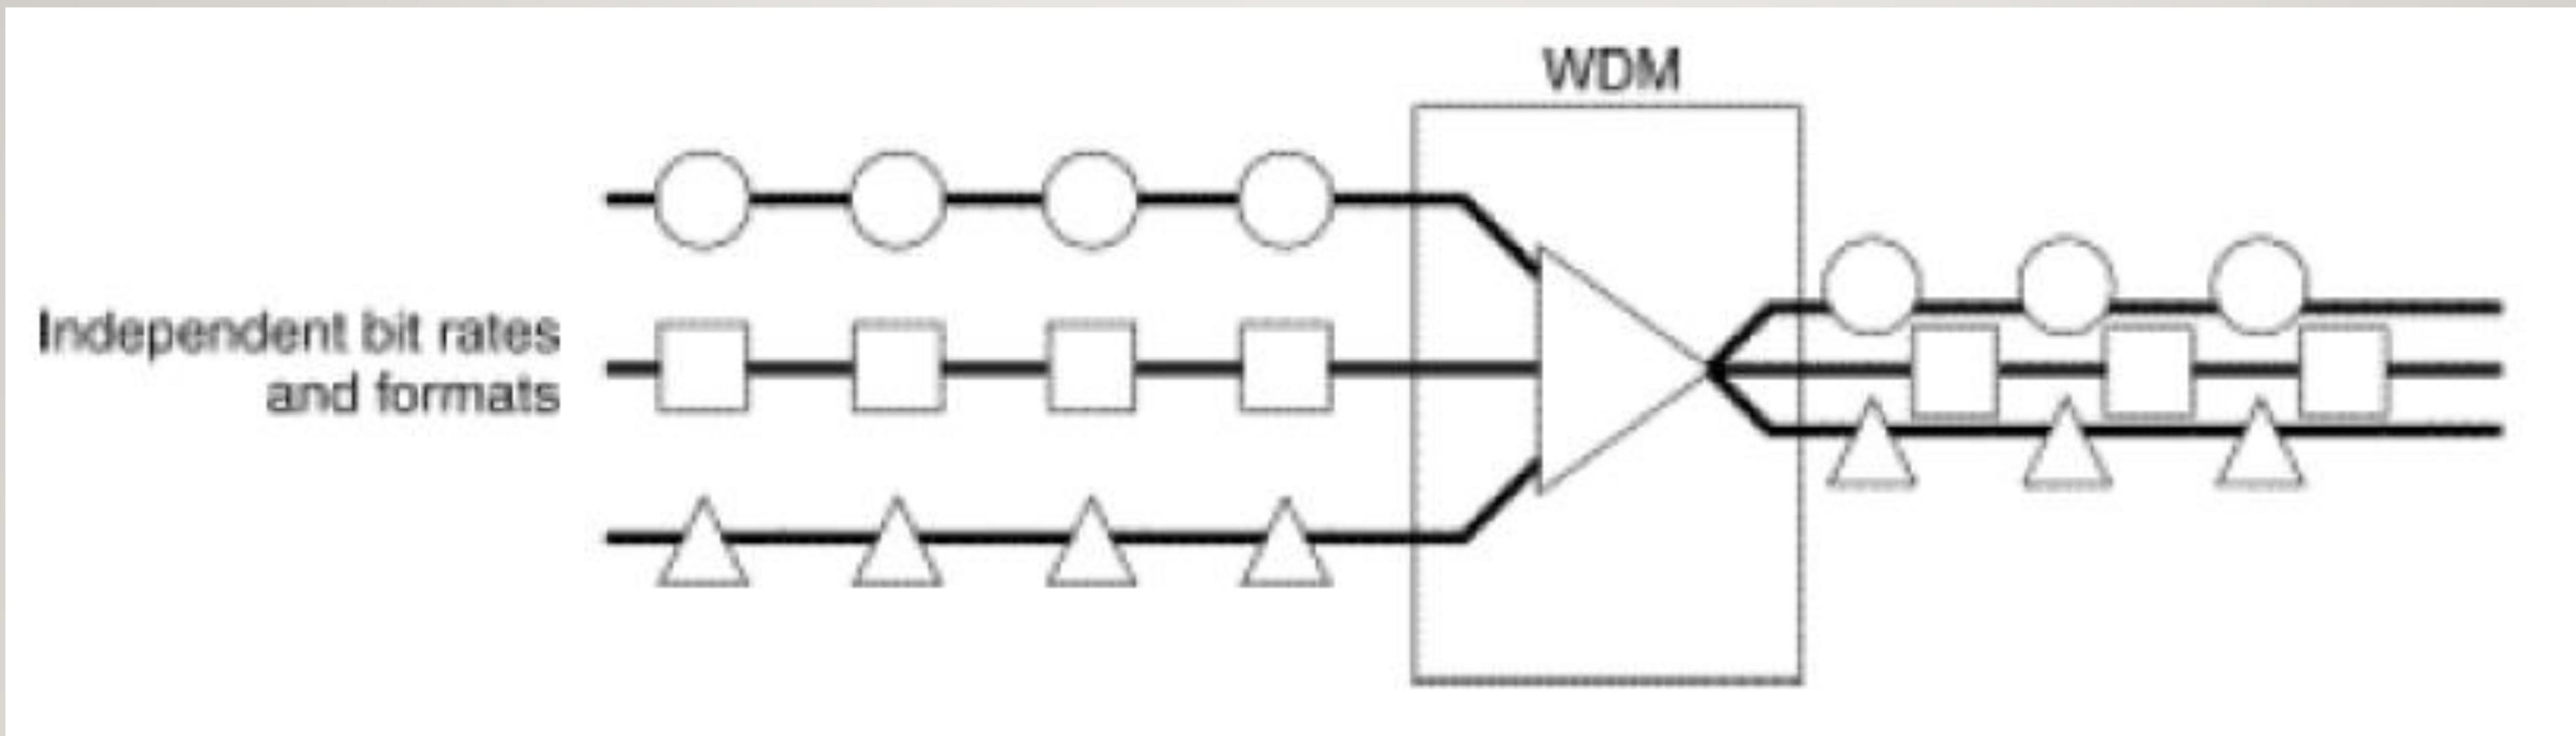 WDM
Independent bit rates
and formats